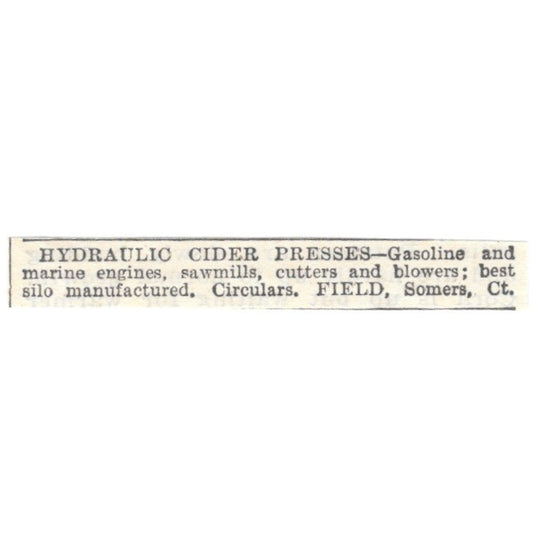 HYDRAULIC CIDER PRESSES—Gasoline and
marine engines, sawmills, cutters and blowers; best
silo manufactured. Circulars. FIELD, Somers, Ct.